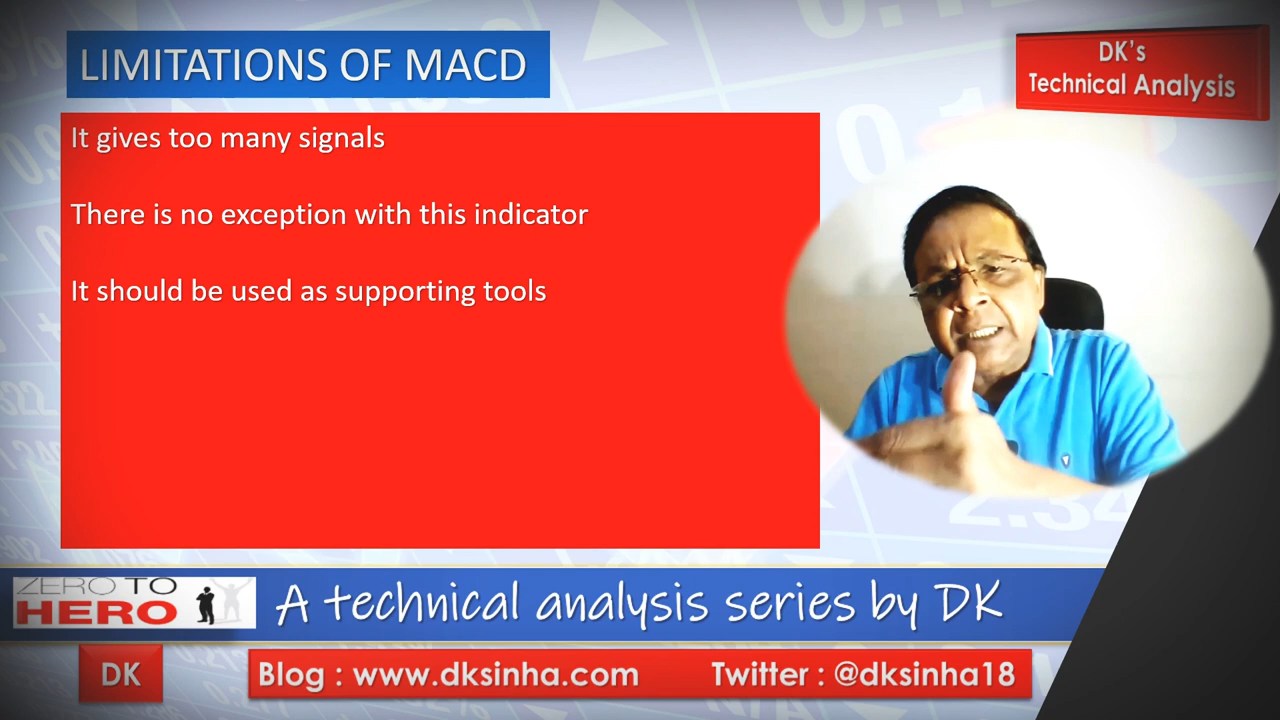 LIMITATIONS OF MACD
DK's
Technical Analysis
It gives too many signals
There is no exception with this indicator
It should be used as supporting tools
ZERO TO
HERO
A technical analysis series by DK
DK
Blog : www.dksinha.com
Twitter : @dksinha18